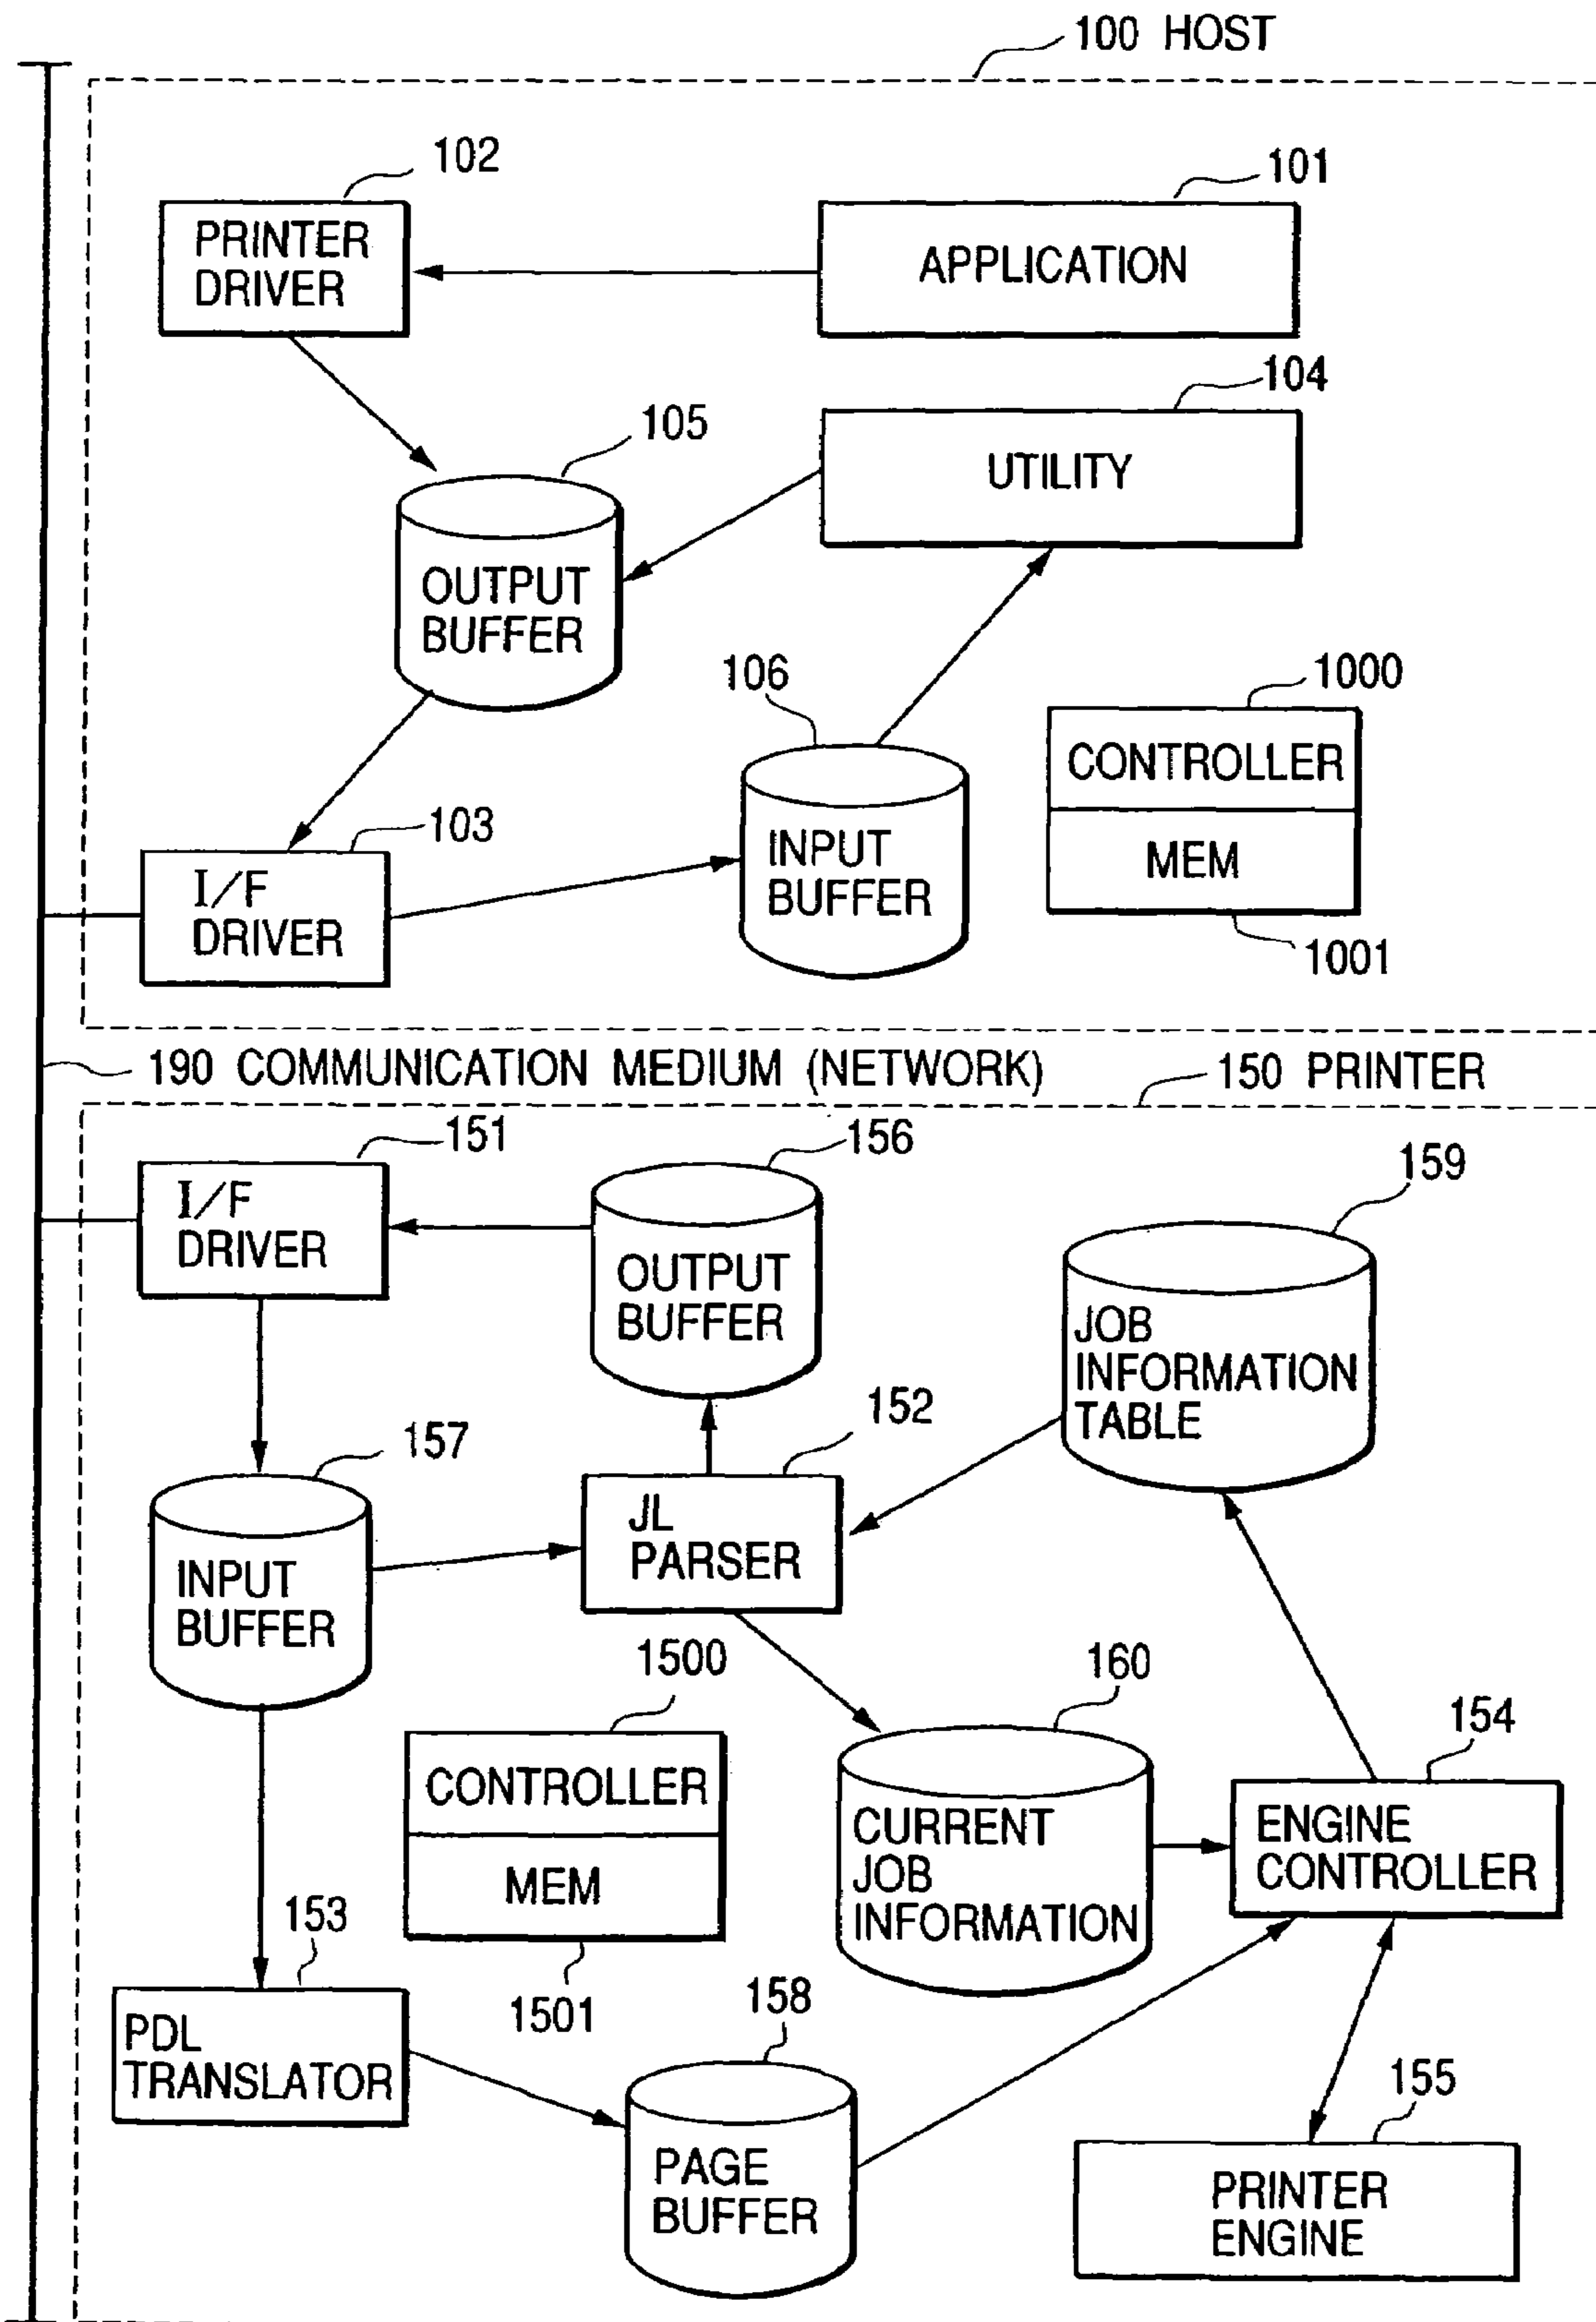 100 HOST
102
101
PRINTER
DRIVER
APPLICATION
104
105
UTILITY
OUTPUT
BUFFER
106
1000
CONTROLLER
103
INPUT
BUFFER
MEM
I/F
DRIVER
1001
190 COMMUNICATION MEDIUM (NETWORK)
150 PRINTER
151
156
159
I/F
DRIVER
OUTPUT
BUFFER
JOB
INFORMATION
TABLE
152
157
JL
PARSER
INPUT
BUFFER
1500
160
154
CONTROLLER
CURRENT
JOB
INFORMATION
ENGINE
CONTROLLER
MEM
153
1501
158
PDL
TRANSLATOR
155
PAGE
BUFFER
PRINTER
ENGINE